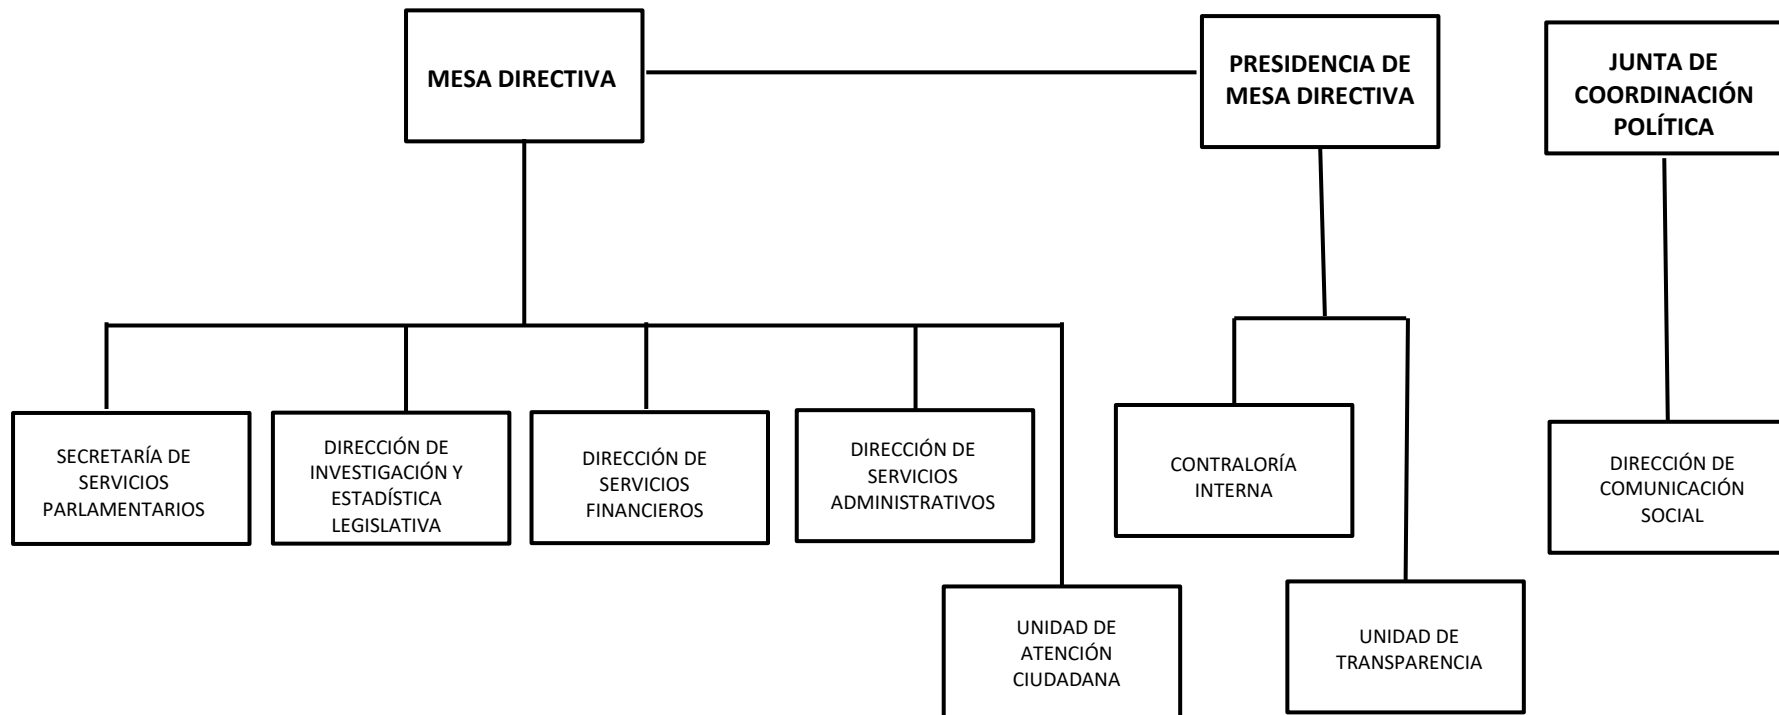 MESA DIRECTIVA
PRESIDENCIA DE
MESA DIRECTIVA
JUNTA DE
COORDINACIÓN
POLÍTICA
SECRETARÍA DE
SERVICIOS
PARLAMENTARIOS
DIRECCIÓN DE
INVESTIGACIÓN Y
ESTADÍSTICA
LEGISLATIVA
DIRECCIÓN DE
SERVICIOS
FINANCIEROS
DIRECCIÓN DE
SERVICIOS
ADMINISTRATIVOS
CONTRALORÍA
INTERNA
DIRECCIÓN DE
COMUNICACIÓN
SOCIAL
UNIDAD DE
ATENCIÓN
CIUDADANA
UNIDAD DE
TRANSPARENCIA